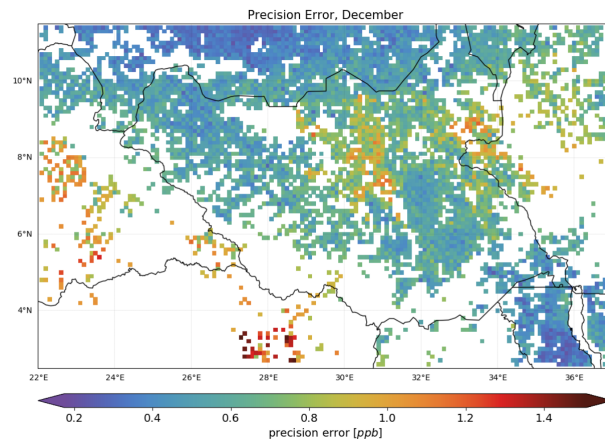 Precision Error, December
10°N
8°N
6°N
4°N
22°E 24°E 26°E 28°E 30°E 32°E 34°E 36°E
0.2 0.4 0.6 0.8 1.0 1.2 1.4
precision error [ppb]